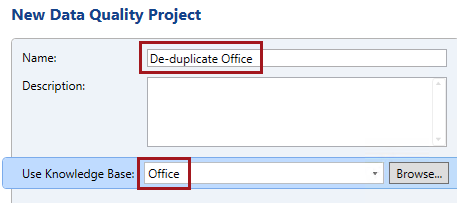 New Data Quality Project
Name: De-duplicate Office
Description:
Use Knowledge Base: Office Browse...